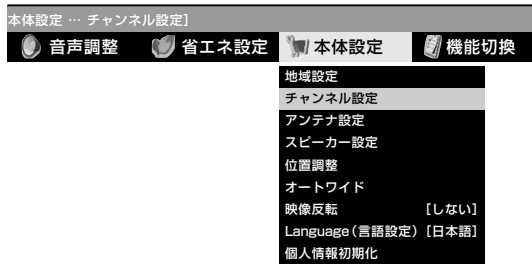 本体設定 … チャンネル設定]
音声調整 省エネ設定 本体設定 機能切換
地域設定
チャンネル設定
アンテナ設定
スピーカー設定
位置調整
オートワイド
映像反転 [しない]
Language(言語設定) [日本語]
個人情報初期化